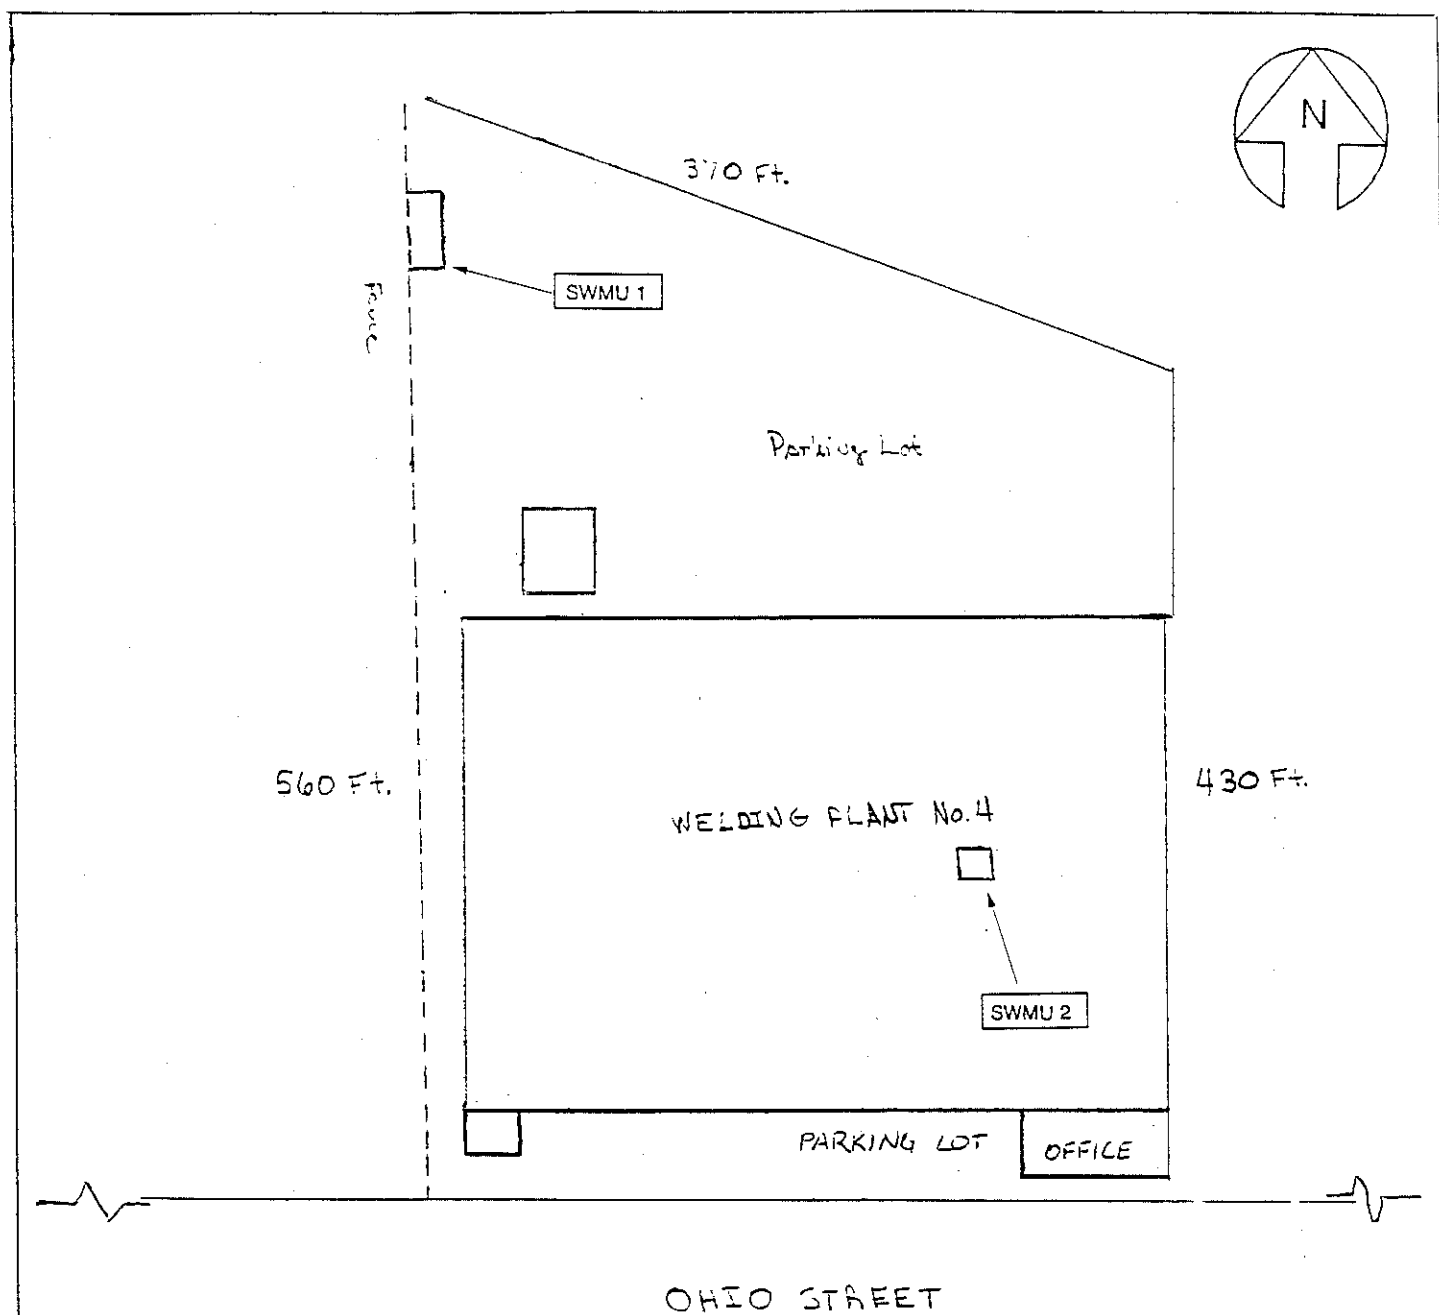 N
370 Ft.
SWMU 1
Fence
Parking Lot
560 Ft.
430 Ft.
WELDING PLANT No. 4
SWMU 2
PARKING LOT
OFFICE
OHIO STREET